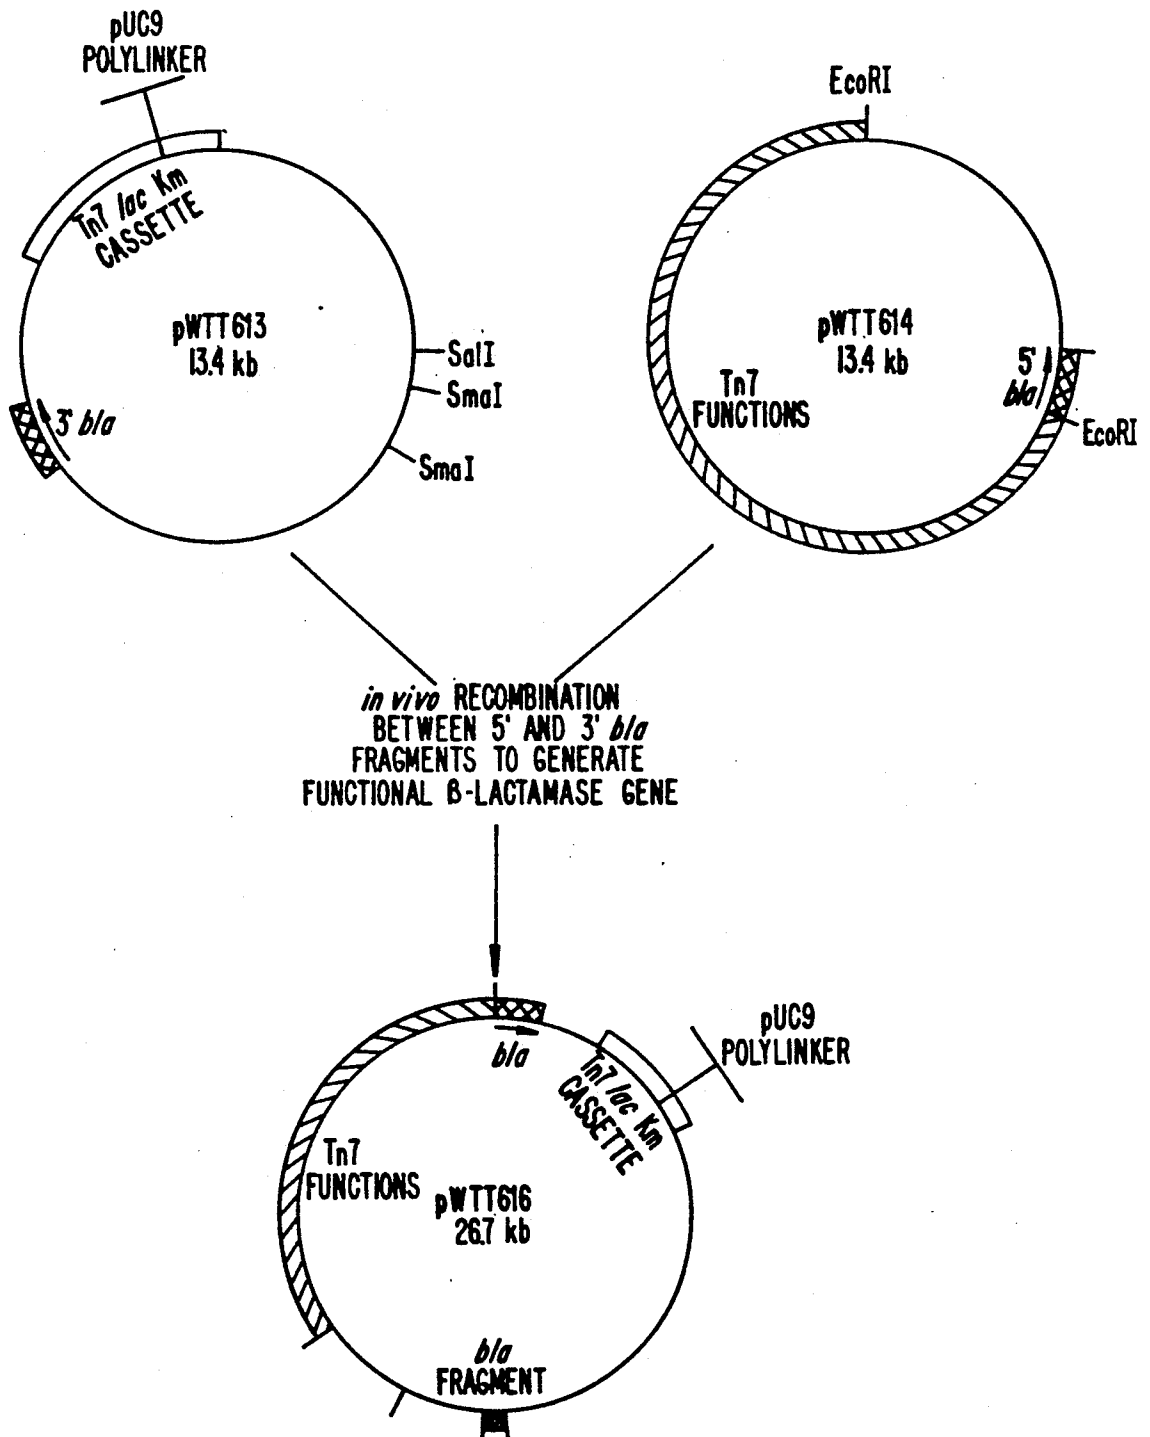 pUC9
POLYLINKER
EcoRI
Tn7 lac Km
CASSETTE
pWTT613
13.4 kb
SalI
SmaI
SmaI
3' bla
pWTT614
13.4 kb
Tn7
FUNCTIONS
5'
bla
EcoRI
in vivo RECOMBINATION
BETWEEN 5' AND 3' bla
FRAGMENTS TO GENERATE
FUNCTIONAL β-LACTAMASE GENE
bla
pUC9
POLYLINKER
Tn7 lac Km
CASSETTE
Tn7
FUNCTIONS
pWTT616
26.7 kb
bla
FRAGMENT